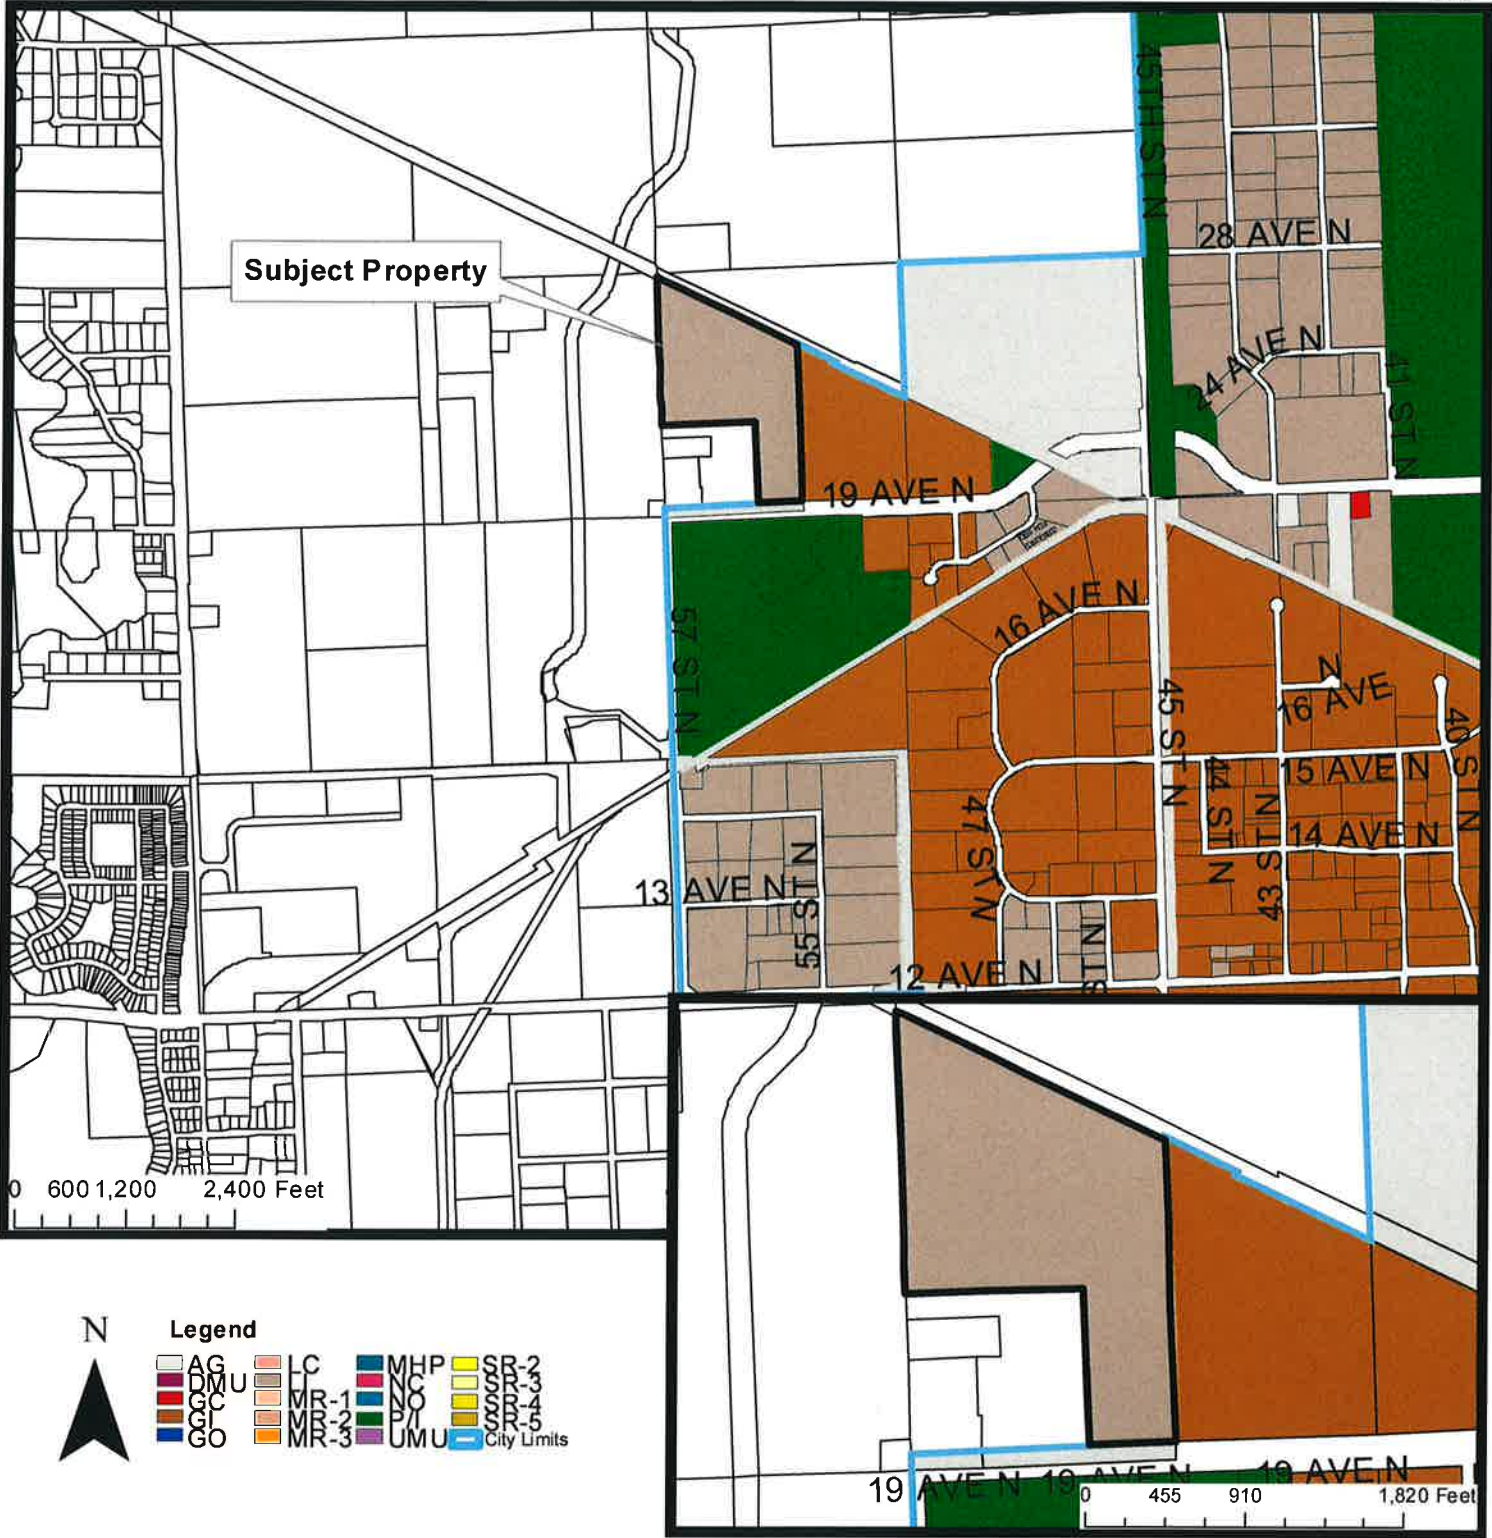 45TH ST N
28 AVE N
Subject Property
24 AVE N
41 ST N
19 AVE N
16 AVE N
57 ST N
N
16 AVE
45 ST N
40 ST N
15 AVE N
44 ST N
47 ST N
43 ST N
14 AVE N
13 AVE N
55 ST N
12 AVE N
ST N
0 600 1,200 2,400 Feet
19 AVE N 19 AVE N 19 AVE N
0 455 910 1,820 Feet
N
Legend
AG LC MHP SR-2
DMU LI NC SR-3
GC MR-1 NO SR-4
GI MR-2 P/I SR-5
GO MR-3 UMU City Limits